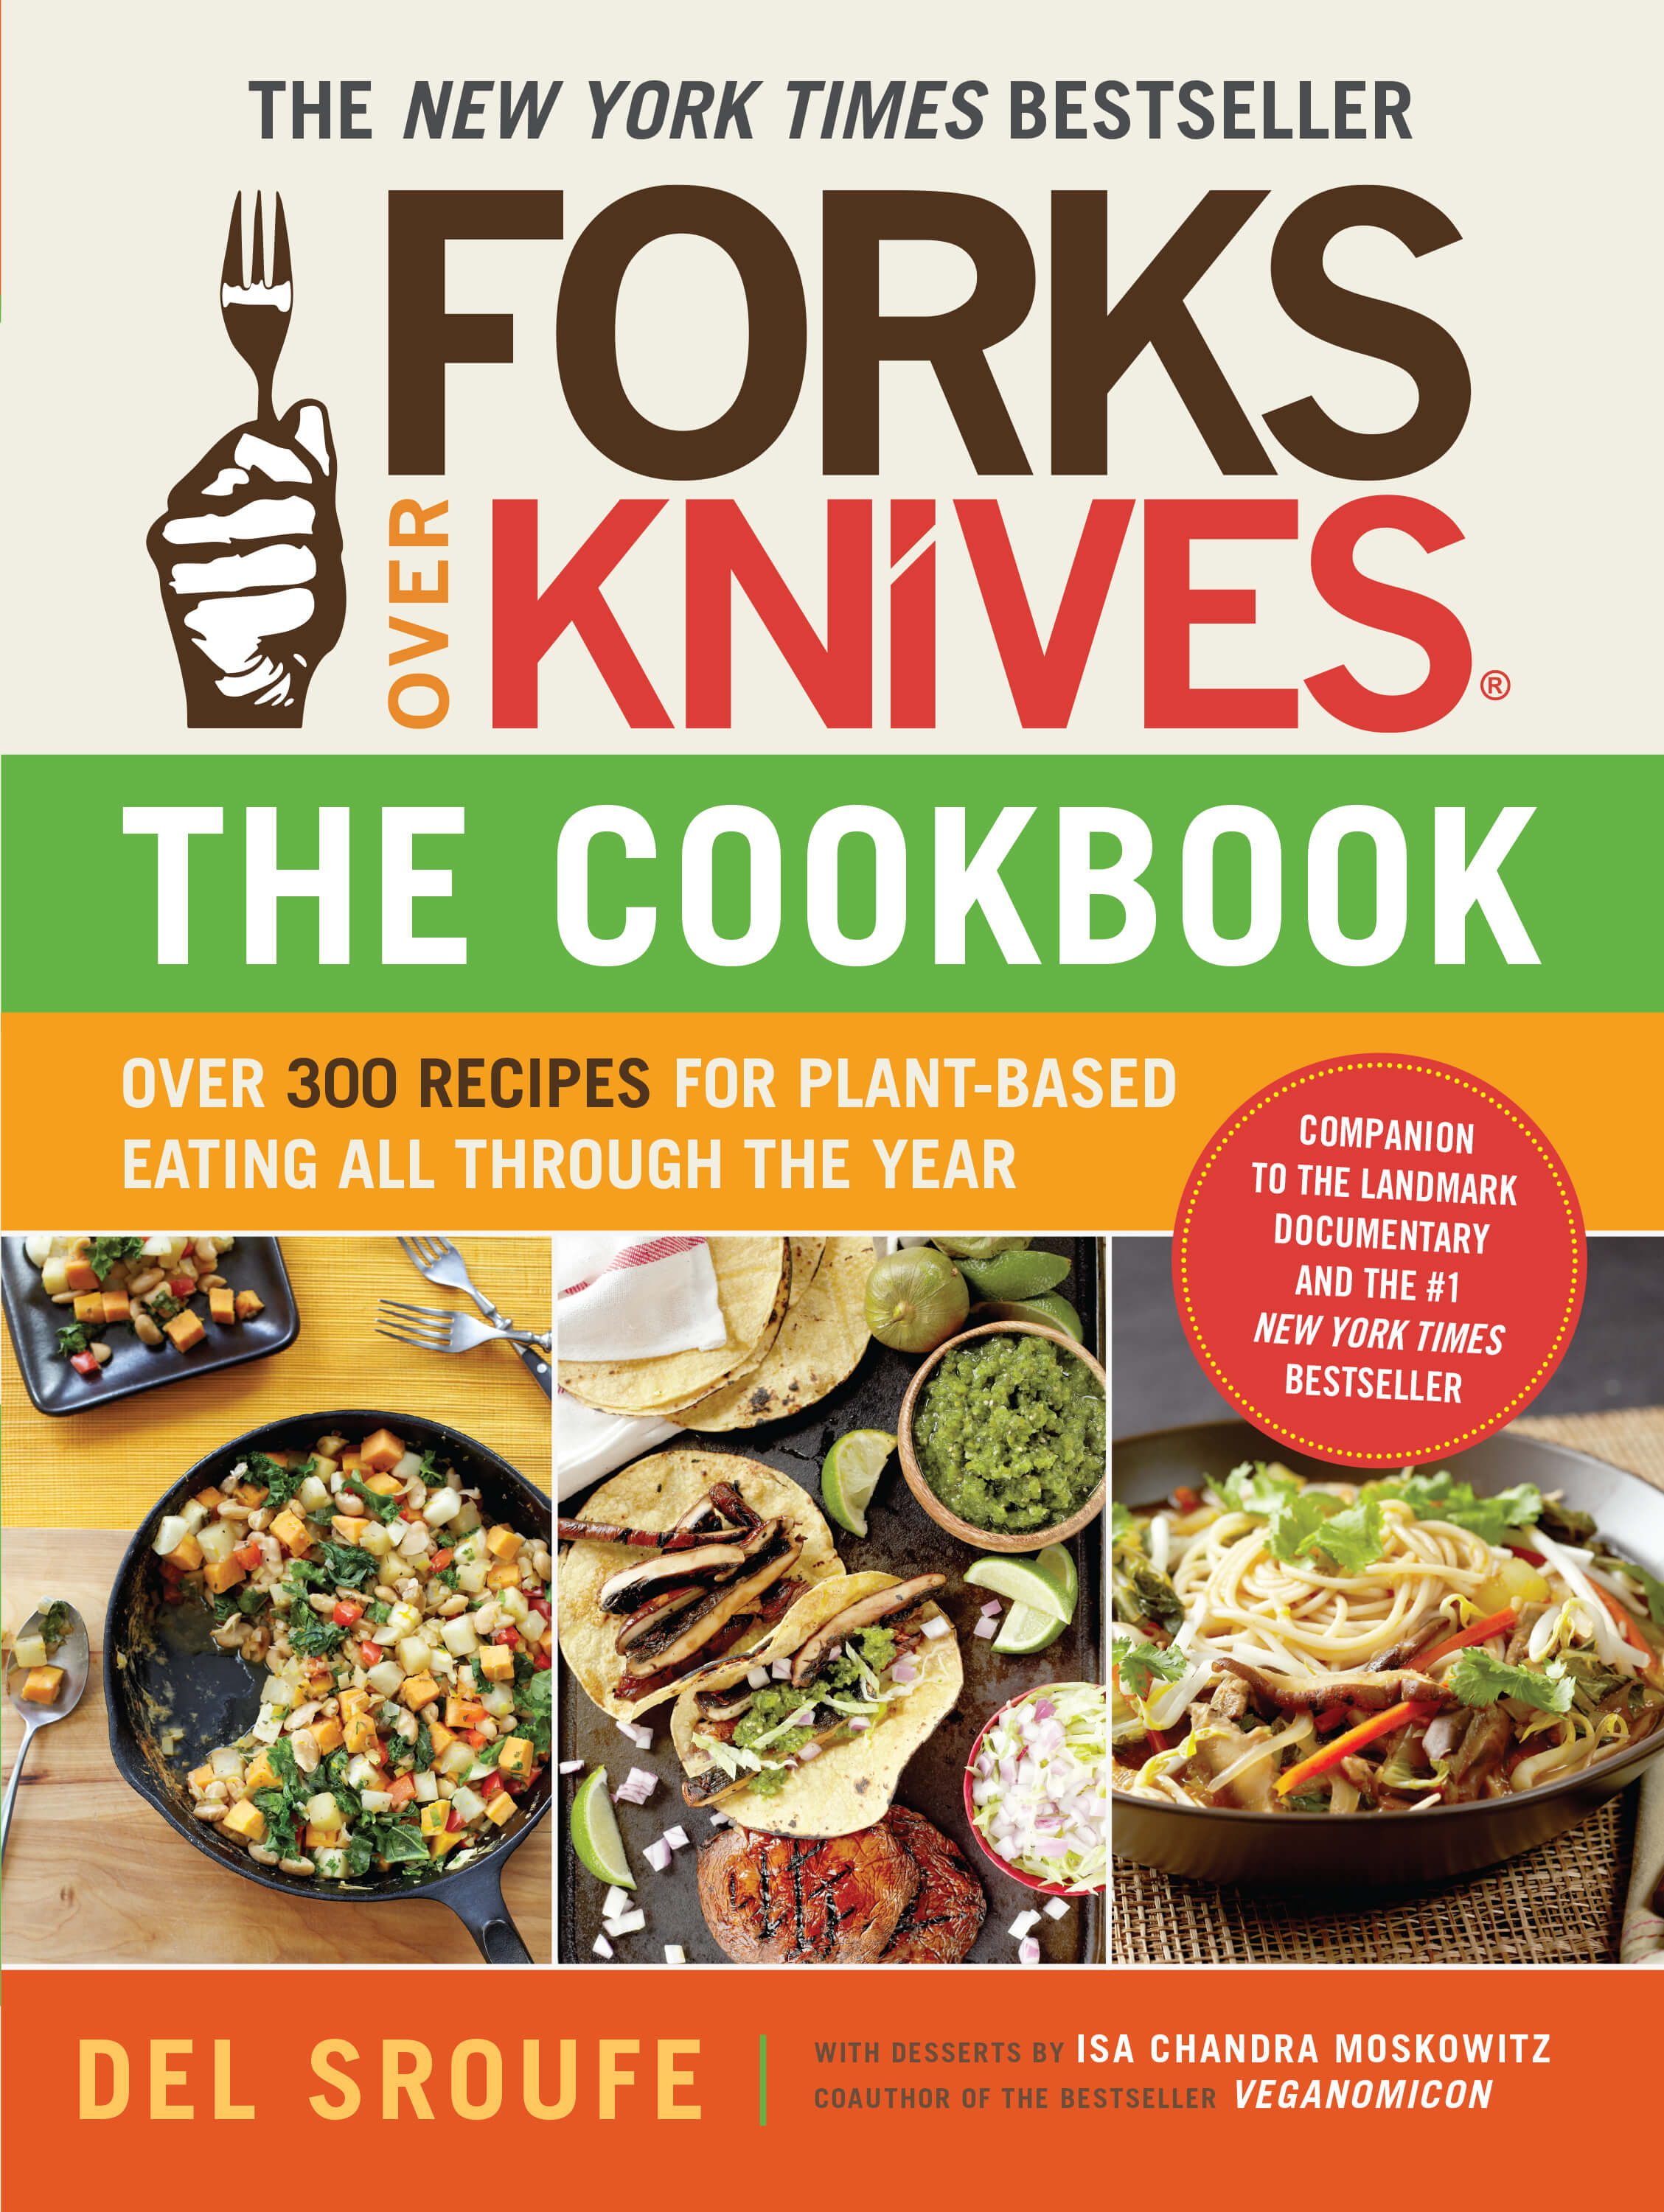 THE NEW YORK TIMES BESTSELLER
FORKS
OVER
KNIVES®
THE COOKBOOK
OVER 300 RECIPES FOR PLANT-BASED
EATING ALL THROUGH THE YEAR
COMPANION
TO THE LANDMARK
DOCUMENTARY
AND THE #1
NEW YORK TIMES
BESTSELLER
DEL SROUFE
WITH DESSERTS BY ISA CHANDRA MOSKOWITZ
COAUTHOR OF THE BESTSELLER VEGANOMICON